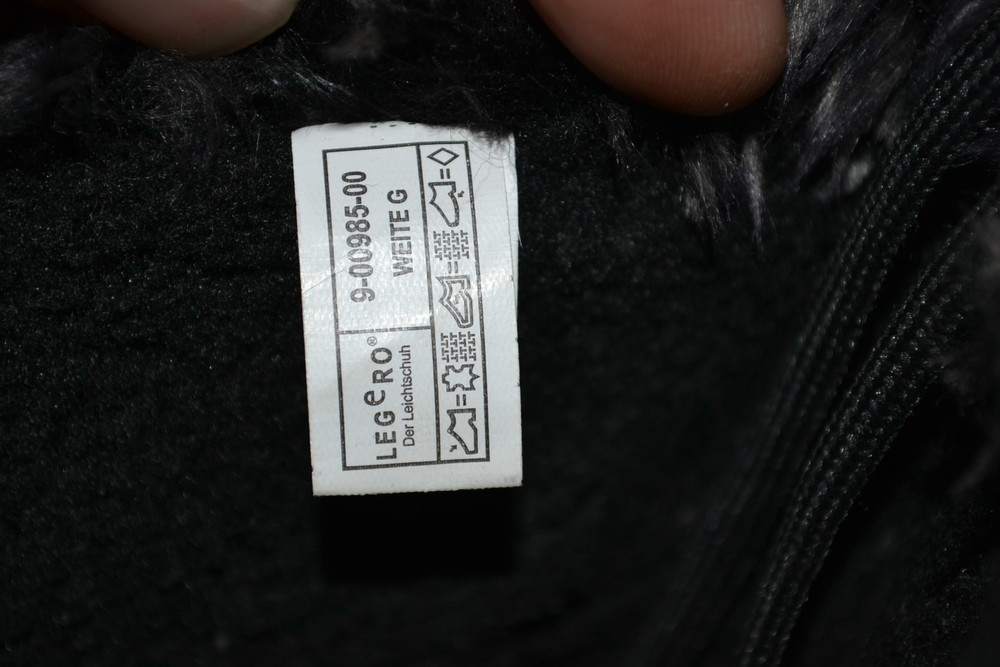 LEGeRO®
Der Leichtschuh
9-00985-00
WEITE G